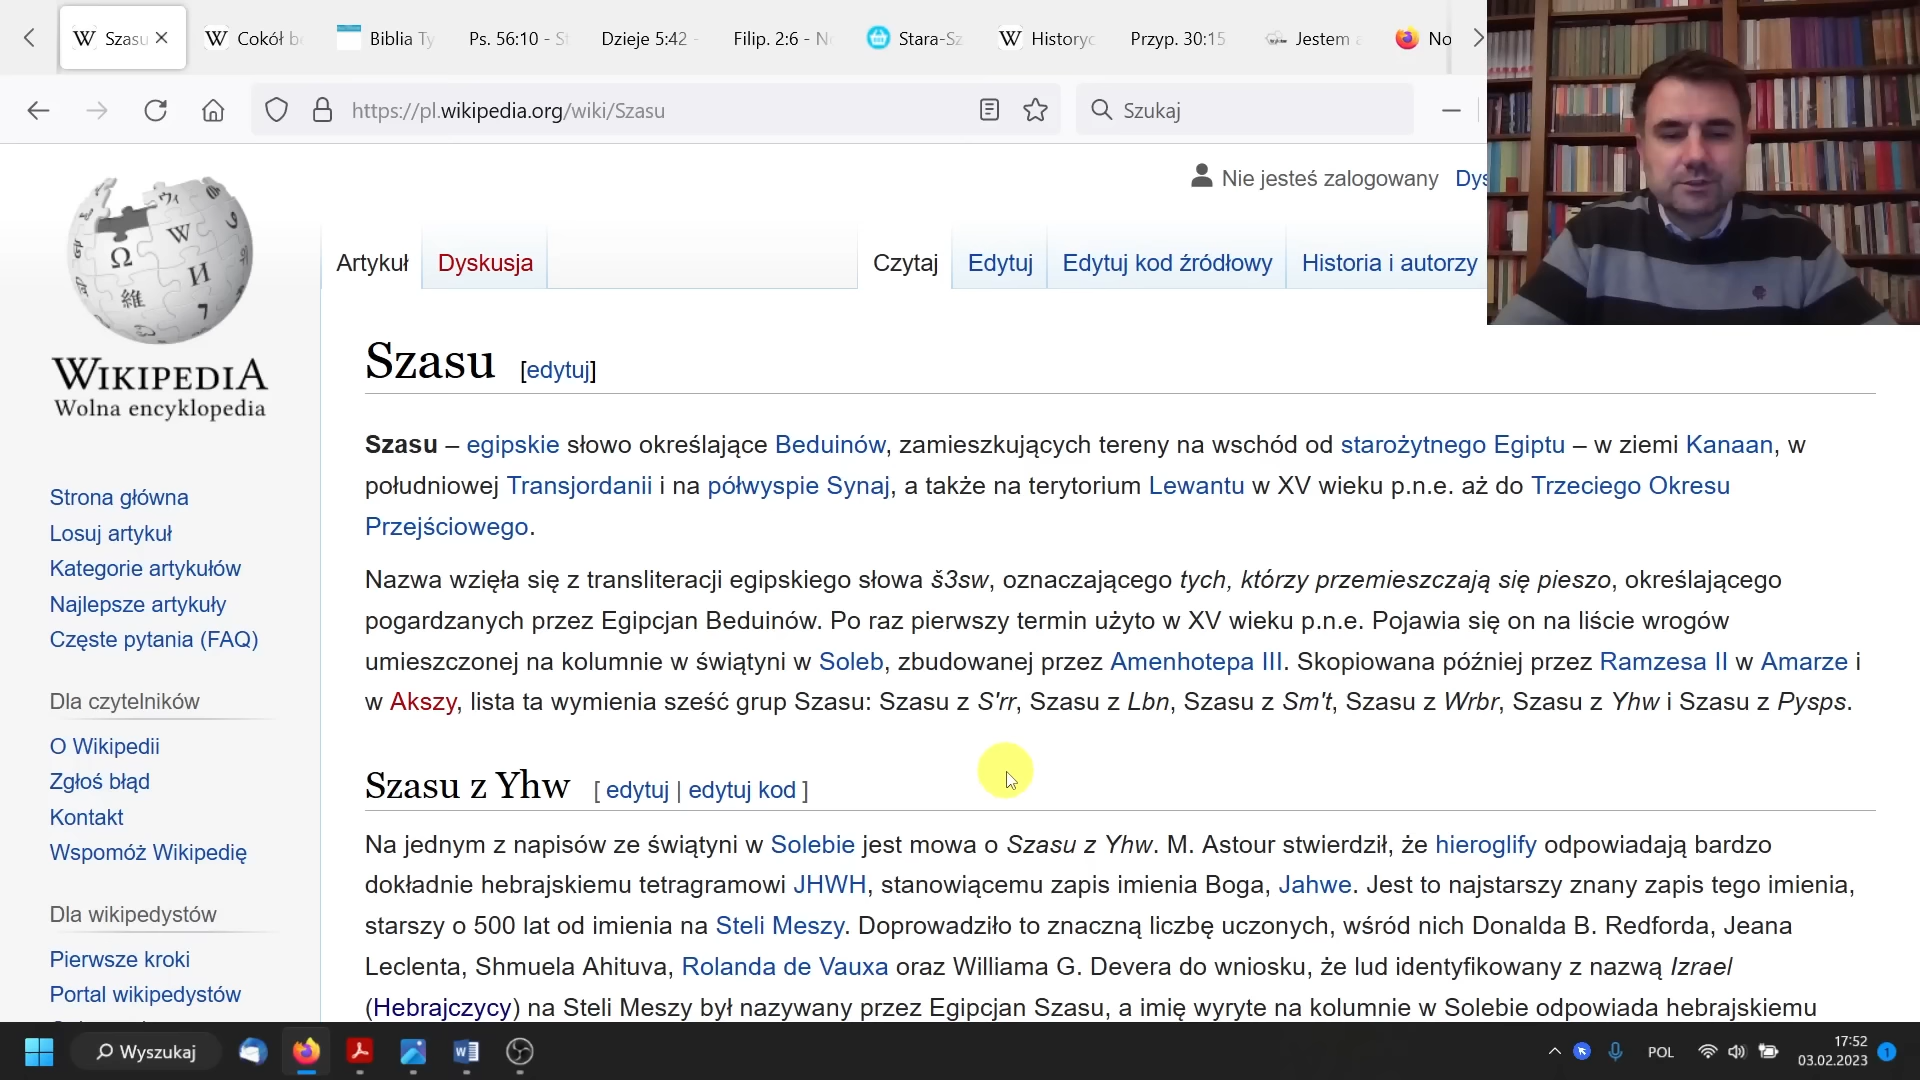 Szasu
Cokół be
Biblia Ty
Ps. 56:10 - St
Dzieje 5:42 -
Filip. 2:6 - No
Stara-Sz
Historyc
Przyp. 30:15
Jestem a
No
https://pl.wikipedia.org/wiki/Szasu
Szukaj
Nie jesteś zalogowany Dys
Artykuł Dyskusja Czytaj Edytuj Edytuj kod źródłowy Historia i autorzy
WIKIPEDIA
Wolna encyklopedia
Strona główna
Losuj artykuł
Kategorie artykułów
Najlepsze artykuły
Częste pytania (FAQ)
Dla czytelników
O Wikipedii
Zgłoś błąd
Kontakt
Wspomóż Wikipedię
Dla wikipedystów
Pierwsze kroki
Portal wikipedystów
Szasu [edytuj]
Szasu – egipskie słowo określające Beduinów, zamieszkujących tereny na wschód od starożytnego Egiptu – w ziemi Kanaan, w
południowej Transjordanii i na półwyspie Synaj, a także na terytorium Lewantu w XV wieku p.n.e. aż do Trzeciego Okresu
Przejściowego.
Nazwa wzięła się z transliteracji egipskiego słowa š3sw, oznaczającego tych, którzy przemieszczają się pieszo, określającego
pogardzanych przez Egipcjan Beduinów. Po raz pierwszy termin użyto w XV wieku p.n.e. Pojawia się on na liście wrogów
umieszczonej na kolumnie w świątyni w Soleb, zbudowanej przez Amenhotepa III. Skopiowana później przez Ramzesa II w Amarze i
w Akszy, lista ta wymienia sześć grup Szasu: Szasu z S'rr, Szasu z Lbn, Szasu z Sm't, Szasu z Wrbr, Szasu z Yhw i Szasu z Pysps.
Szasu z Yhw [ edytuj | edytuj kod ]
Na jednym z napisów ze świątyni w Solebie jest mowa o Szasu z Yhw. M. Astour stwierdził, że hieroglify odpowiadają bardzo
dokładnie hebrajskiemu tetragramowi JHWH, stanowiącemu zapis imienia Boga, Jahwe. Jest to najstarszy znany zapis tego imienia,
starszy o 500 lat od imienia na Steli Meszy. Doprowadziło to znaczną liczbę uczonych, wśród nich Donalda B. Redforda, Jeana
Leclenta, Shmuela Ahituva, Rolanda de Vauxa oraz Williama G. Devera do wniosku, że lud identyfikowany z nazwą Izrael
(Hebrajczycy) na Steli Meszy był nazywany przez Egipcjan Szasu, a imię wyryte na kolumnie w Solebie odpowiada hebrajskiemu
Wyszukaj
POL
17:52
03.02.2023
1